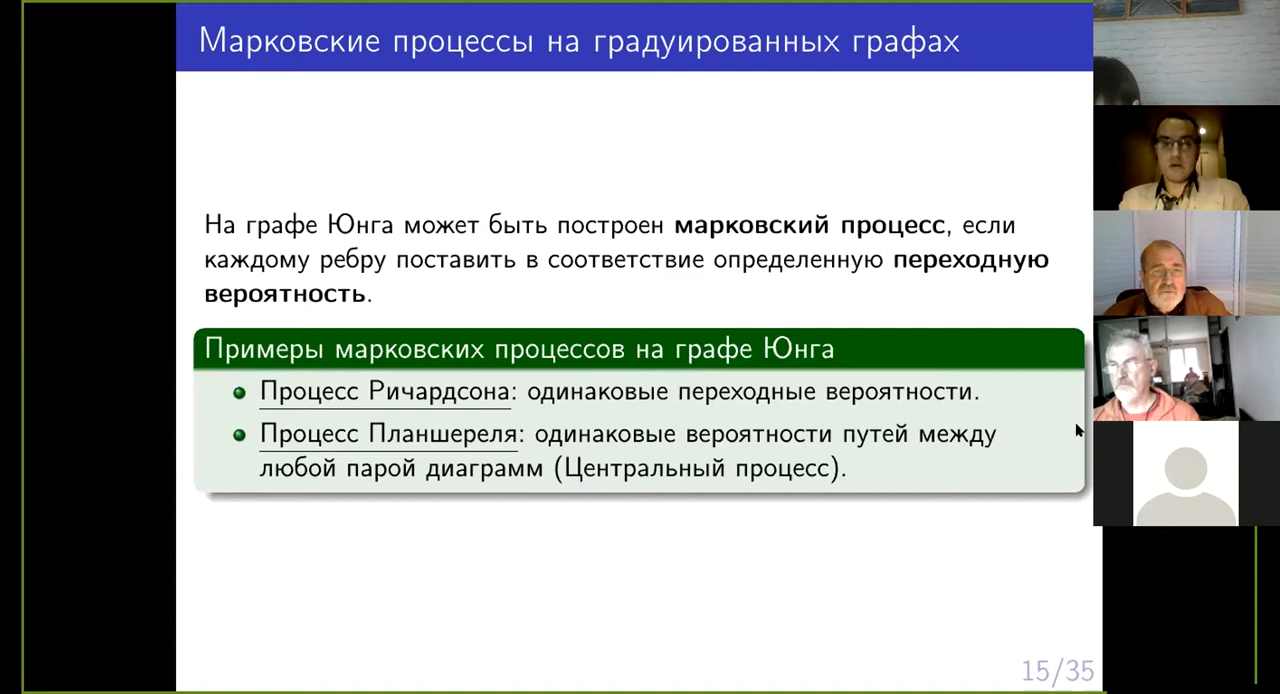 Марковские процессы на градуированных графах
На графе Юнга может быть построен марковский процесс, если
каждому ребру поставить в соответствие определенную переходную
вероятность.
Примеры марковских процессов на графе Юнга
Процесс Ричардсона: одинаковые переходные вероятности.
Процесс Планшереля: одинаковые вероятности путей между
любой парой диаграмм (Центральный процесс).
15/35